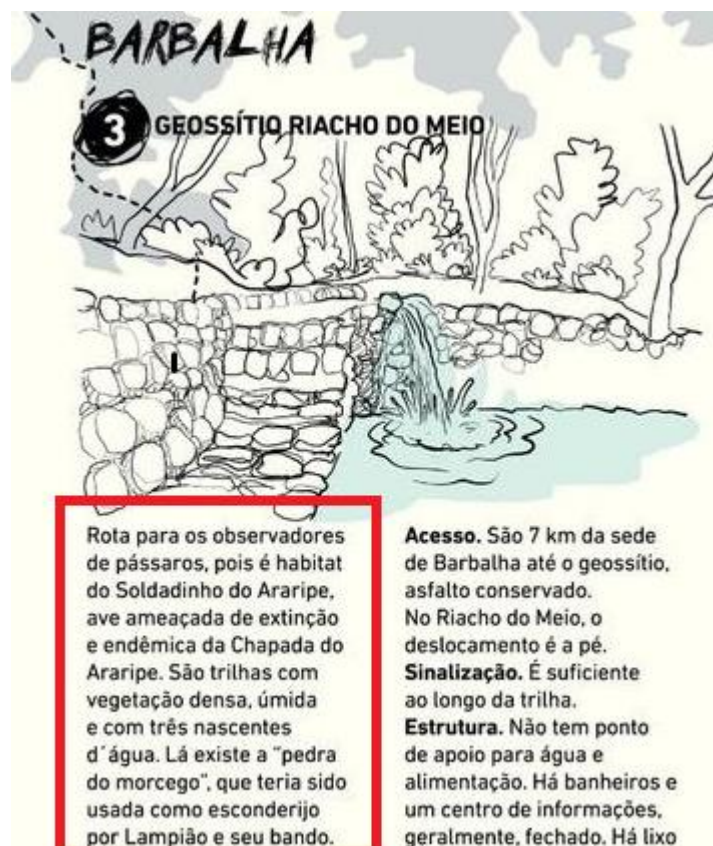 BARBALHA
3 GEOSSÍTIO RIACHO DO MEIO
Rota para os observadores
de pássaros, pois é habitat
do Soldadinho do Araripe,
ave ameaçada de extinção
e endêmica da Chapada do
Araripe. São trilhas com
vegetação densa, úmida
e com três nascentes
d´água. Lá existe a “pedra
do morcego”, que teria sido
usada como esconderijo
por Lampião e seu bando.
Acesso. São 7 km da sede
de Barbalha até o geossítio,
asfalto conservado.
No Riacho do Meio, o
deslocamento é a pé.
Sinalização. É suficiente
ao longo da trilha.
Estrutura. Não tem ponto
de apoio para água e
alimentação. Há banheiros e
um centro de informações,
geralmente, fechado. Há lixo